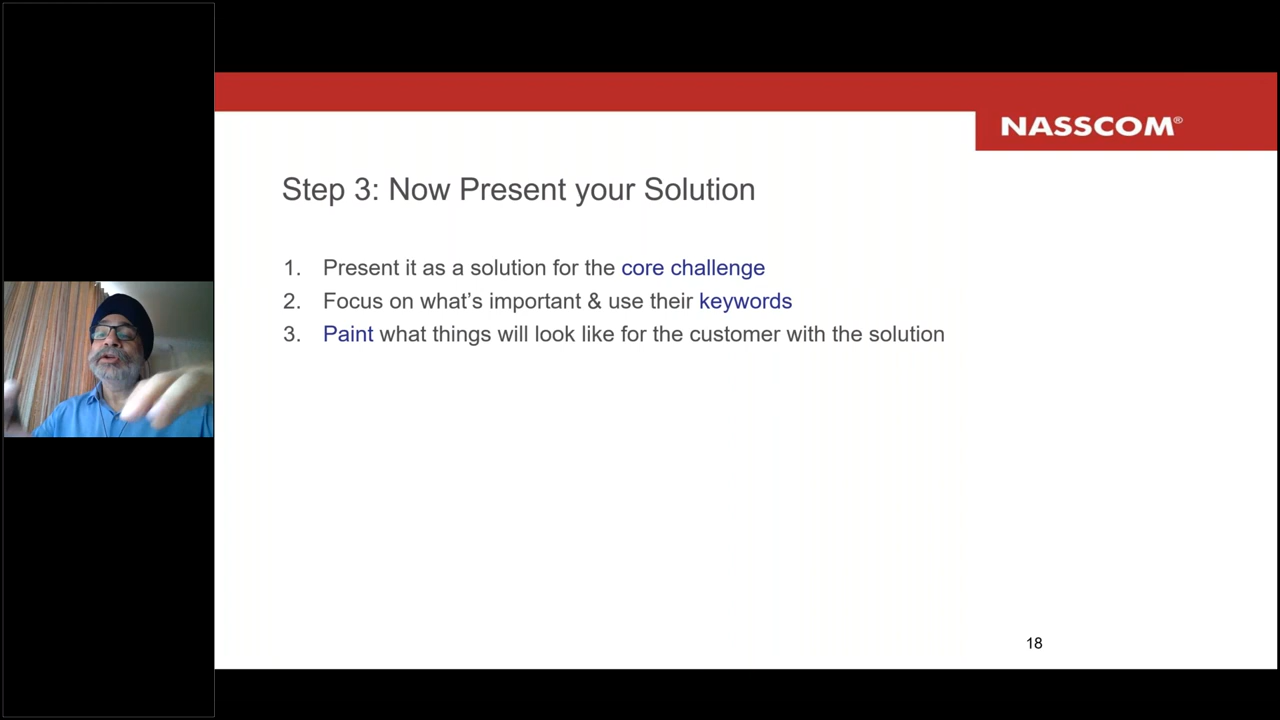 NASSCOM®
Step 3: Now Present your Solution
1. Present it as a solution for the core challenge
2. Focus on what's important & use their keywords
3. Paint what things will look like for the customer with the solution
18